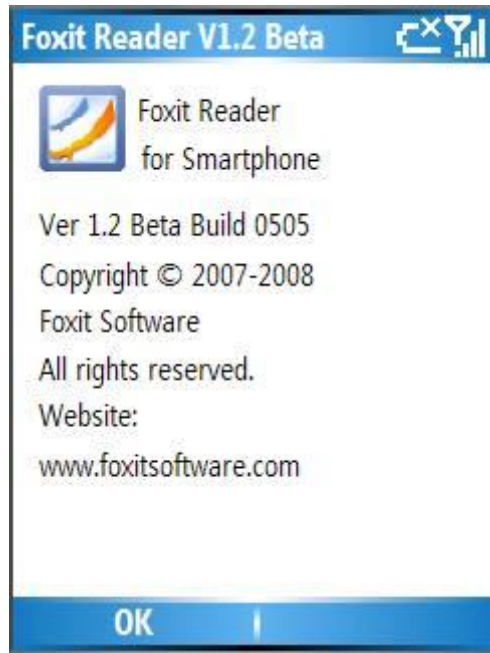 Foxit Reader V1.2 Beta
Foxit Reader
for Smartphone
Ver 1.2 Beta Build 0505
Copyright © 2007-2008
Foxit Software
All rights reserved.
Website:
www.foxitsoftware.com
OK